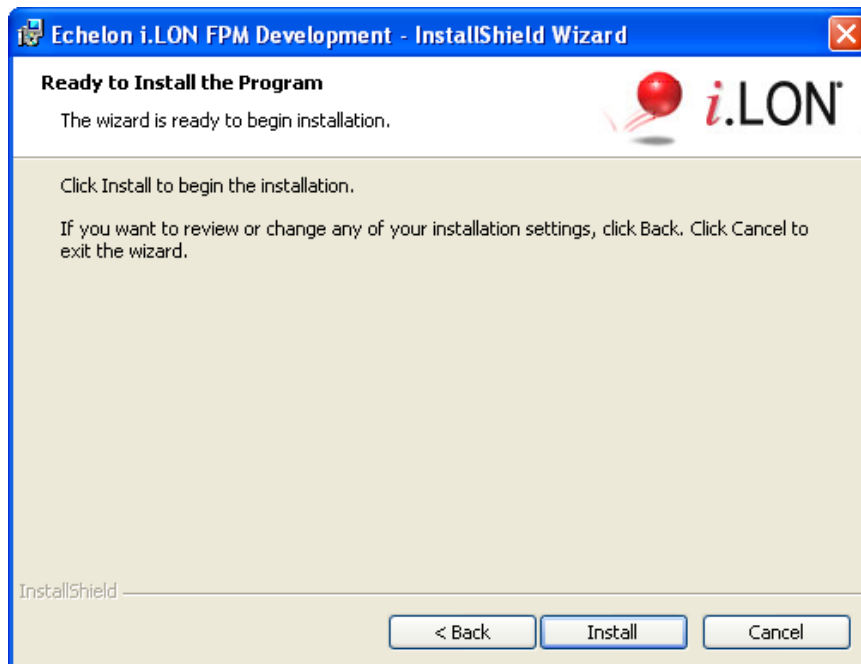 Echelon i.LON FPM Development - InstallShield Wizard
Ready to Install the Program
The wizard is ready to begin installation.
i.LON
Click Install to begin the installation.
If you want to review or change any of your installation settings, click Back. Click Cancel to
exit the wizard.
InstallShield
< Back
Install
Cancel